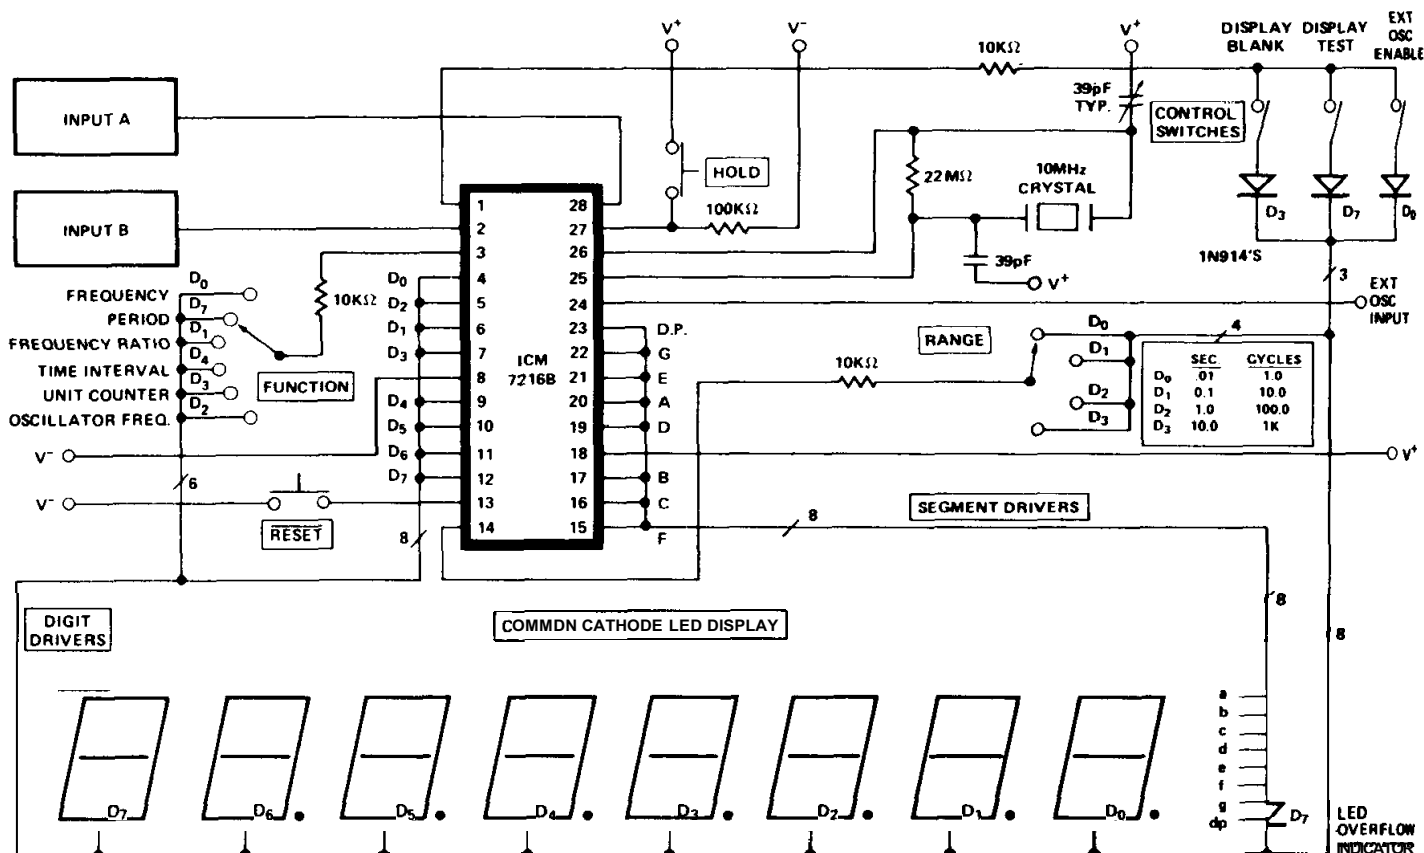 V+
V−
V+
DISPLAY BLANK
DISPLAY TEST
EXT OSC ENABLE
10KΩ
39pF TYP.
CONTROL SWITCHES
INPUT A
HOLD
22MΩ
10MHz CRYSTAL
INPUT B
100KΩ
D3
D7
1N914'S
39pF
V+
3
EXT OSC INPUT
1
2
3
4
5
6
7
8
9
10
11
12
13
14
28
27
26
25
24
23
22
21
20
19
18
17
16
15
ICM 7216B
D0
D2
D1
D3
D4
D5
D6
D7
8
D.P.
G
E
A
D
B
C
F
10KΩ
FREQUENCY D0
PERIOD D7
FREQUENCY RATIO D1
TIME INTERVAL D4
UNIT COUNTER D3
OSCILLATOR FREQ. D2
FUNCTION
V−
6
V−
RESET
RANGE
10KΩ
D0
D1
D2
D3
4
SEC. CYCLES
D0 .01 1.0
D1 0.1 10.0
D2 1.0 100.0
D3 10.0 1K
V+
SEGMENT DRIVERS
8
8
8
DIGIT DRIVERS
COMMDN CATHODE LED DISPLAY
D7
D6
D5
D4
D3
D2
D1
D0
a
b
c
d
e
f
g
dp
D7
LED OVERFLOW INDICATOR